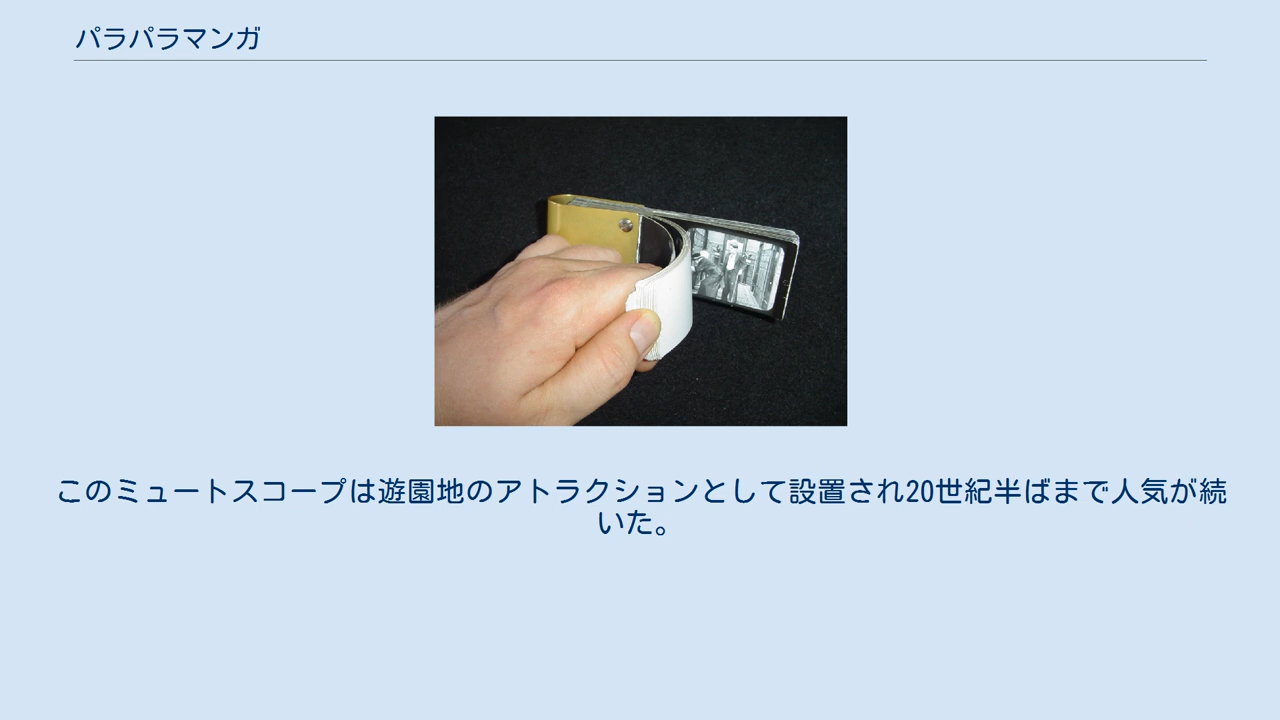 パラパラマンガ
このミュートスコープは遊園地のアトラクションとして設置され20世紀半ばまで人気が続
いた。